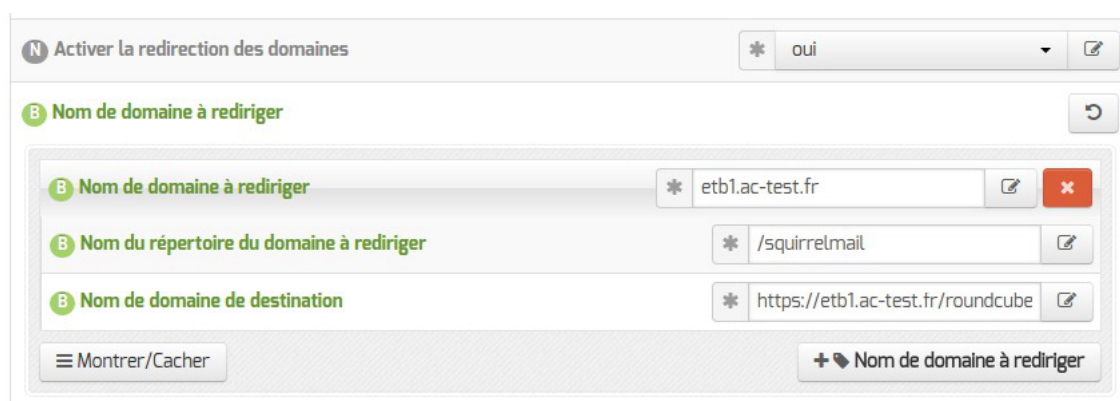 N Activer la redirection des domaines * oui
B Nom de domaine à rediriger
B Nom de domaine à rediriger * etb1.ac-test.fr
B Nom du répertoire du domaine à rediriger * /squirrelmail
B Nom de domaine de destination * https://etb1.ac-test.fr/roundcube
Montrer/Cacher + Nom de domaine à rediriger